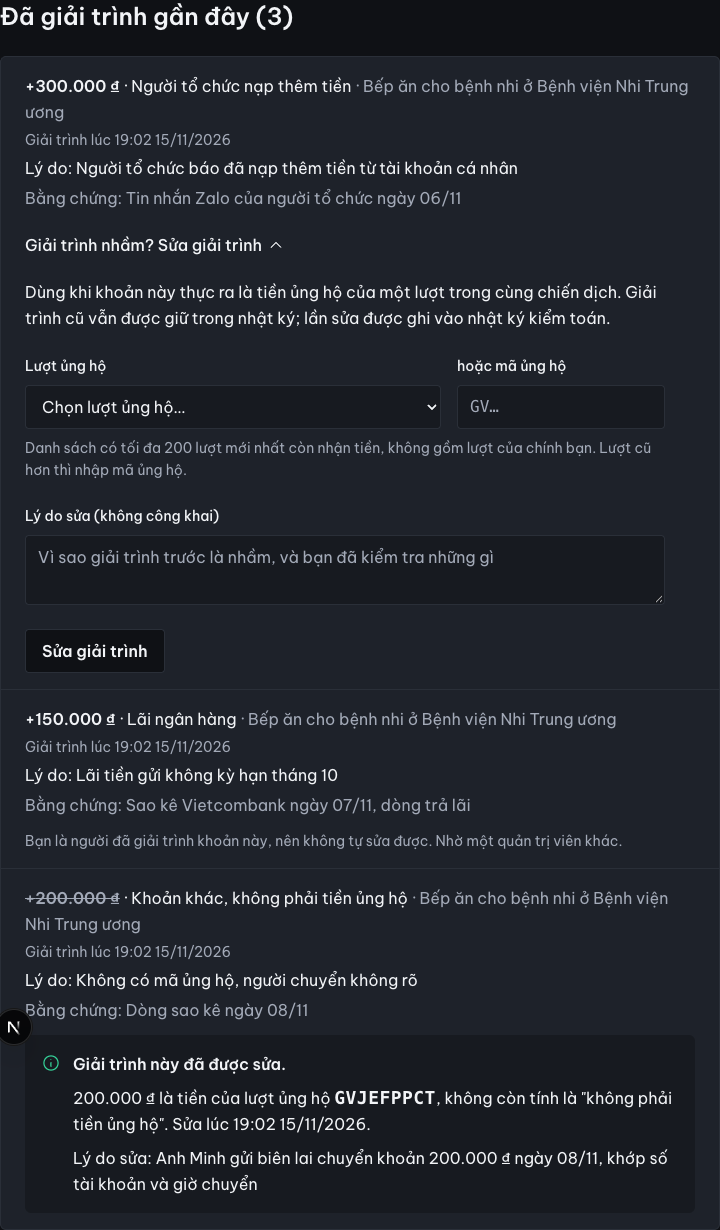 Đã giải trình gần đây (3)
+300.000 ₫ · Người tổ chức nạp thêm tiền · Bếp ăn cho bệnh nhi ở Bệnh viện Nhi Trung
ương
Giải trình lúc 19:02 15/11/2026
Lý do: Người tổ chức báo đã nạp thêm tiền từ tài khoản cá nhân
Bằng chứng: Tin nhắn Zalo của người tổ chức ngày 06/11
Giải trình nhầm? Sửa giải trình
Dùng khi khoản này thực ra là tiền ủng hộ của một lượt trong cùng chiến dịch. Giải
trình cũ vẫn được giữ trong nhật ký; lần sửa được ghi vào nhật ký kiểm toán.
Lượt ủng hộ
hoặc mã ủng hộ
Chọn lượt ủng hộ...
GV…
Danh sách có tối đa 200 lượt mới nhất còn nhận tiền, không gồm lượt của chính bạn. Lượt cũ
hơn thì nhập mã ủng hộ.
Lý do sửa (không công khai)
Vì sao giải trình trước là nhầm, và bạn đã kiểm tra những gì
Sửa giải trình
+150.000 ₫ · Lãi ngân hàng · Bếp ăn cho bệnh nhi ở Bệnh viện Nhi Trung ương
Giải trình lúc 19:02 15/11/2026
Lý do: Lãi tiền gửi không kỳ hạn tháng 10
Bằng chứng: Sao kê Vietcombank ngày 07/11, dòng trả lãi
Bạn là người đã giải trình khoản này, nên không tự sửa được. Nhờ một quản trị viên khác.
+200.000 ₫ · Khoản khác, không phải tiền ủng hộ · Bếp ăn cho bệnh nhi ở Bệnh viện
Nhi Trung ương
Giải trình lúc 19:02 15/11/2026
Lý do: Không có mã ủng hộ, người chuyển không rõ
Bằng chứng: Dòng sao kê ngày 08/11
N
Giải trình này đã được sửa.
200.000 ₫ là tiền của lượt ủng hộ GVJEFPPCT, không còn tính là "không phải
tiền ủng hộ". Sửa lúc 19:02 15/11/2026.
Lý do sửa: Anh Minh gửi biên lai chuyển khoản 200.000 ₫ ngày 08/11, khớp số
tài khoản và giờ chuyển